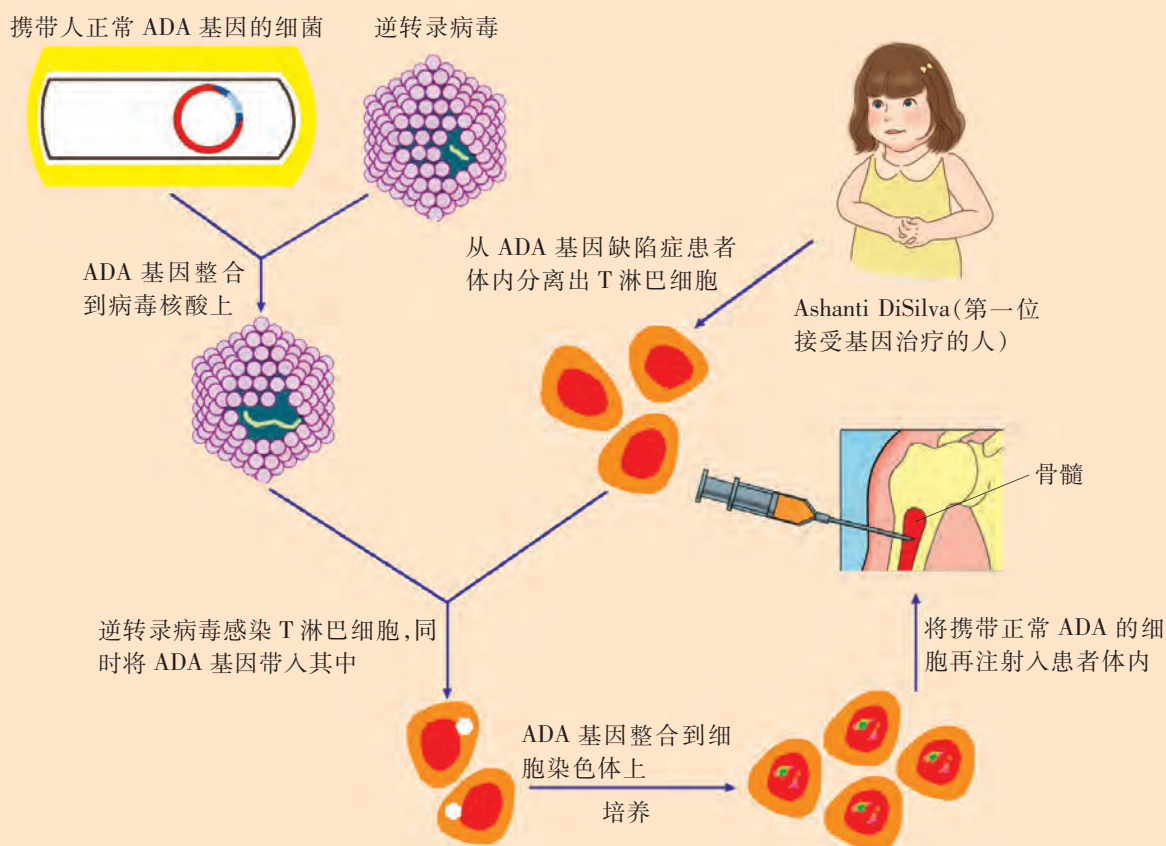 携带人正常 ADA 基因的细菌
逆转录病毒
ADA 基因整合
到病毒核酸上
从 ADA 基因缺陷症患者
体内分离出 T 淋巴细胞
Ashanti DiSilva(第一位
接受基因治疗的人)
骨髓
逆转录病毒感染 T 淋巴细胞,同
时将 ADA 基因带入其中
ADA 基因整合到细
胞染色体上
培养
将携带正常 ADA 的细
胞再注射入患者体内